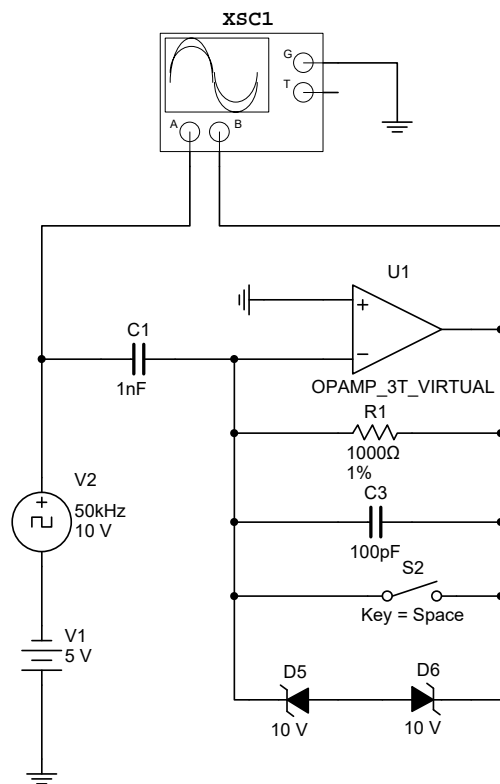 XSC1
G
T
A
B
U1
+
−
OPAMP_3T_VIRTUAL
C1
1nF
R1
1000Ω
1%
C3
100pF
S2
Key = Space
V2
+
50kHz
10 V
V1
5 V
D5
10 V
D6
10 V